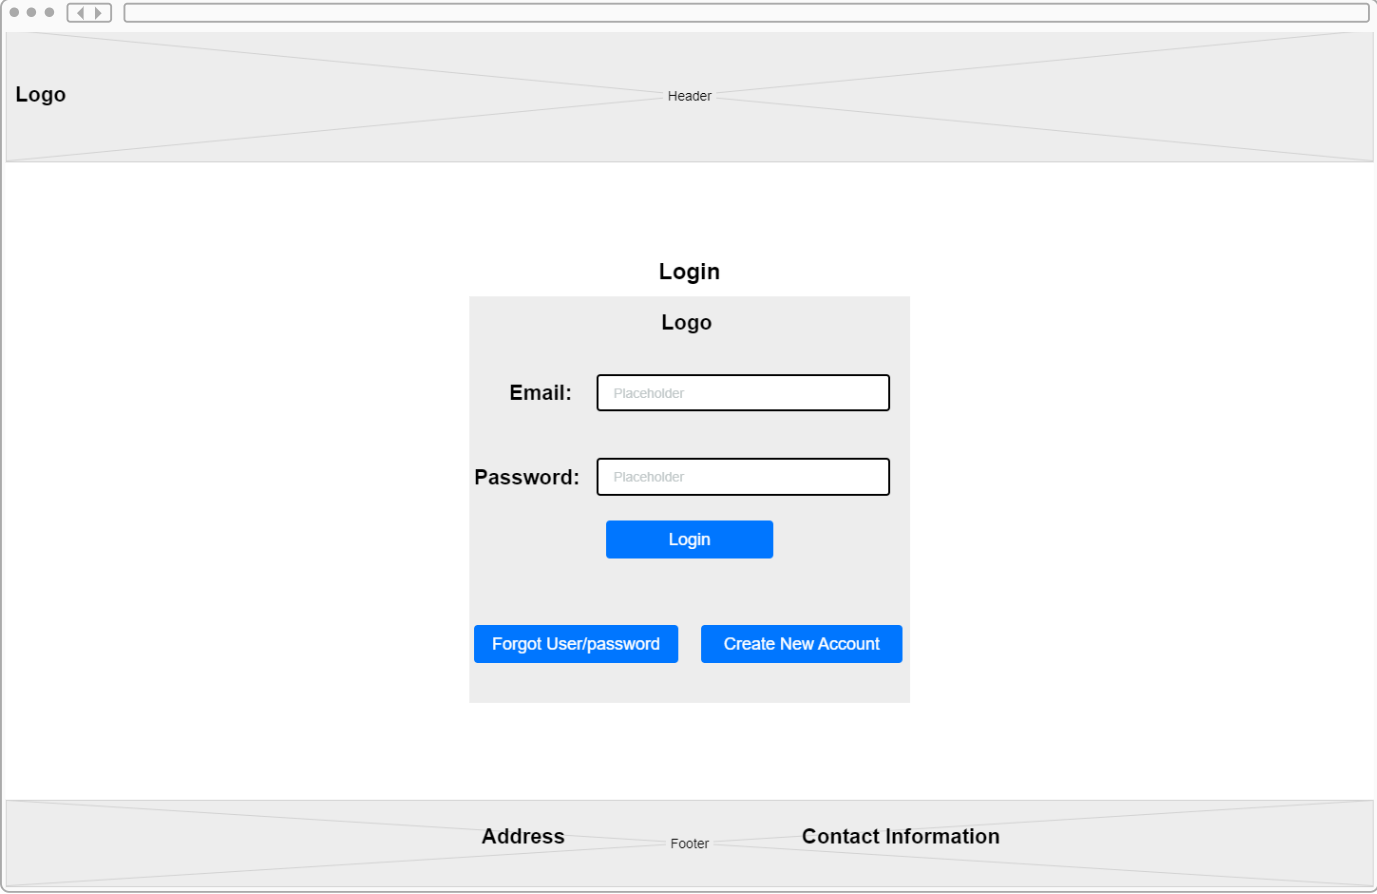 Logo
Header
Login
Logo
Email: Placeholder
Password: Placeholder
Login
Forgot User/password Create New Account
Address Footer Contact Information